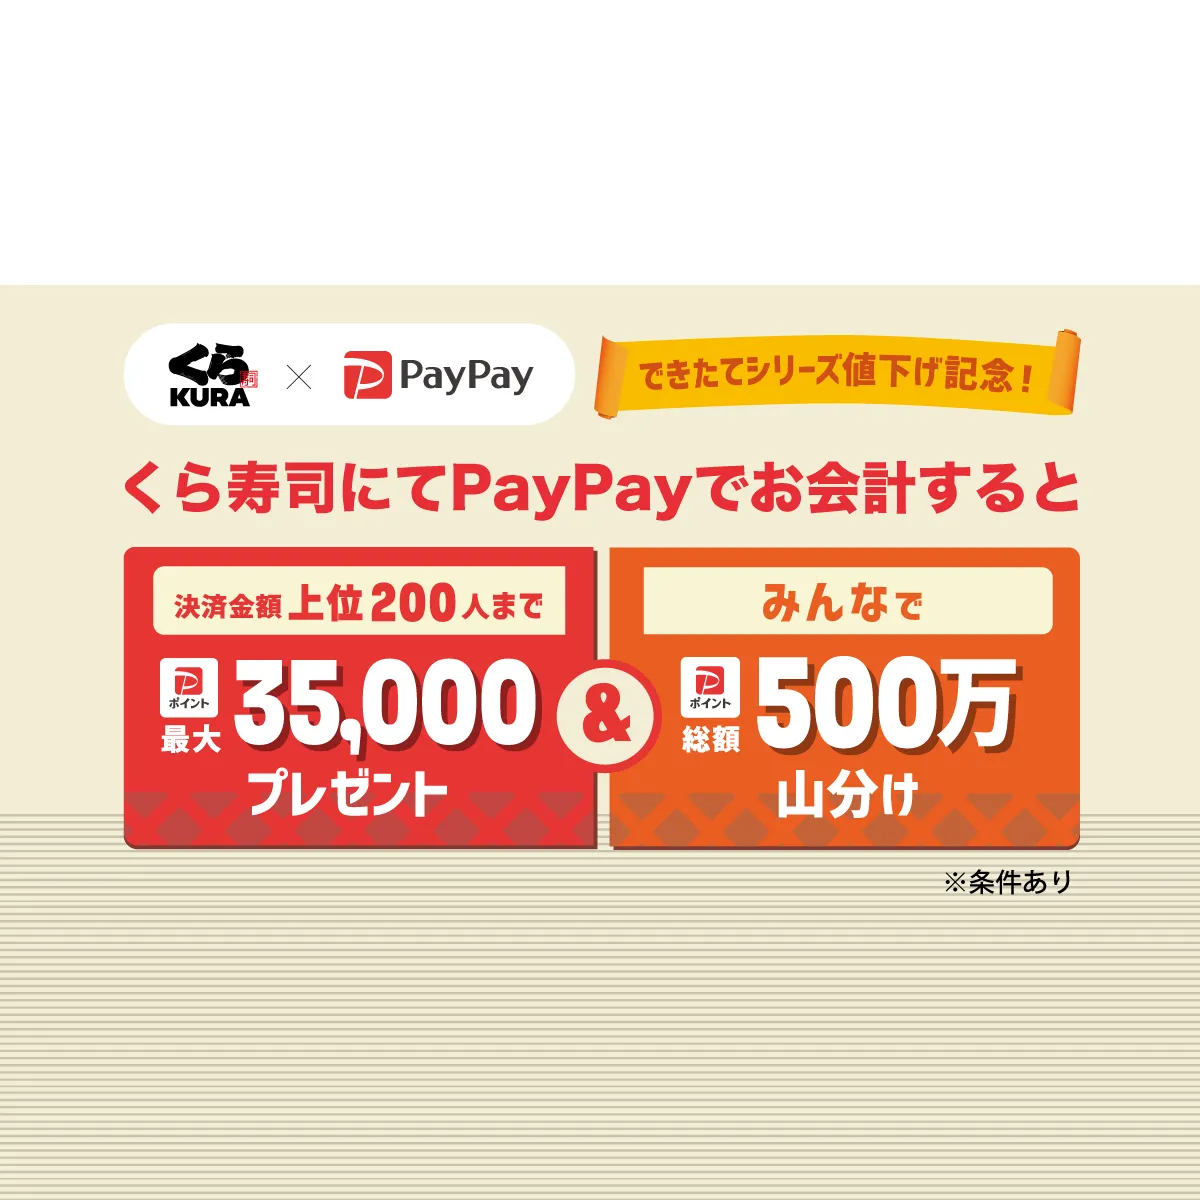 くら
KURA
×
PayPay
できたてシリーズ値下げ記念！
くら寿司にてPayPayでお会計すると
決済金額 上位200人まで
ポイント
最大
35,000
プレゼント
&
みんなで
ポイント
総額
500万
山分け
※条件あり